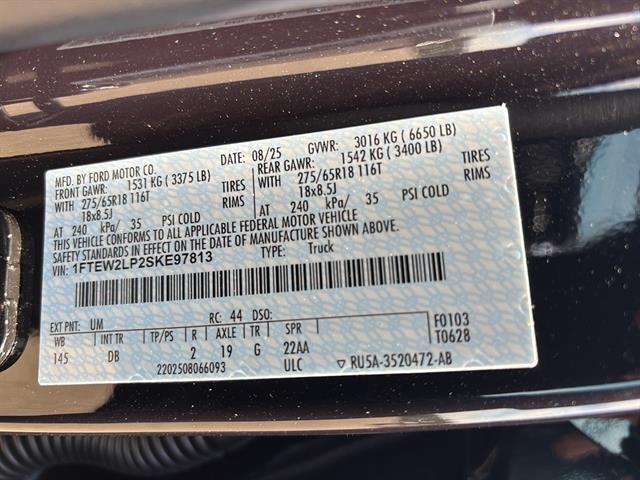 MFD. BY FORD MOTOR CO.
DATE: 08/25 GVWR: 3016 KG ( 6650 LB)
FRONT GAWR: 1531 KG ( 3375 LB) REAR GAWR: 1542 KG ( 3400 LB)
WITH 275/65R18 116T TIRES WITH 275/65R18 116T TIRES
18x8.5J RIMS 18x8.5J RIMS
AT 240 kPa/ 35 PSI COLD AT 240 kPa/ 35 PSI COLD
THIS VEHICLE CONFORMS TO ALL APPLICABLE FEDERAL MOTOR VEHICLE
SAFETY STANDARDS IN EFFECT ON THE DATE OF MANUFACTURE SHOWN ABOVE.
1FTEW2LP2SKE97813 TYPE: Truck
EXT PNT: UM RC: 44 DSO: F0103
WB INT TR TP/PS R AXLE TR SPR T0628
145 DB 2 19 G 22AA
2202508066093 ULC ▽ RU5A-3520472-AB